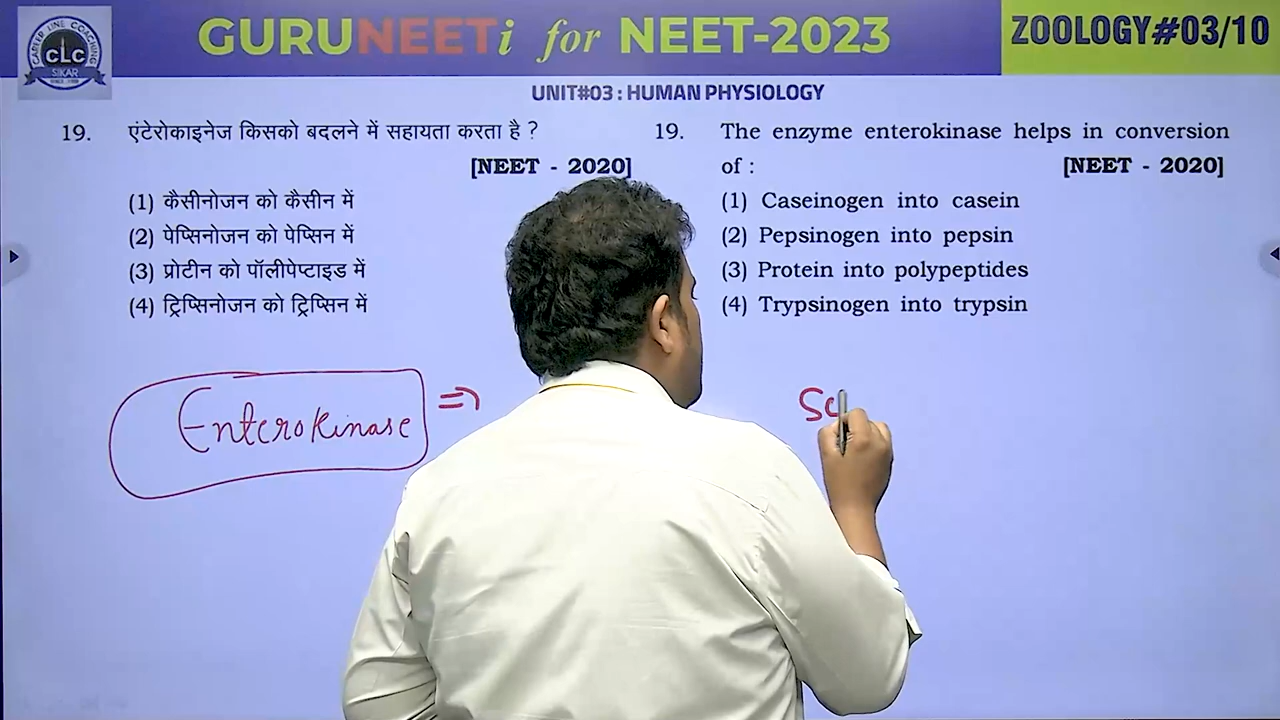 CAREER LINE COACHING
CLC
SIKAR
GURUNEETi for NEET-2023
ZOOLOGY#03/10
UNIT#03 : HUMAN PHYSIOLOGY
19. एंटेरोकाइनेज किसको बदलने में सहायता करता है ?
[NEET - 2020]
(1) कैसीनोजन को कैसीन में
(2) पेप्सिनोजन को पेप्सिन में
(3) प्रोटीन को पॉलीपेप्टाइड में
(4) ट्रिप्सिनोजन को ट्रिप्सिन में
19. The enzyme enterokinase helps in conversion
of : [NEET - 2020]
(1) Caseinogen into casein
(2) Pepsinogen into pepsin
(3) Protein into polypeptides
(4) Trypsinogen into trypsin
Enterokinase ⇒